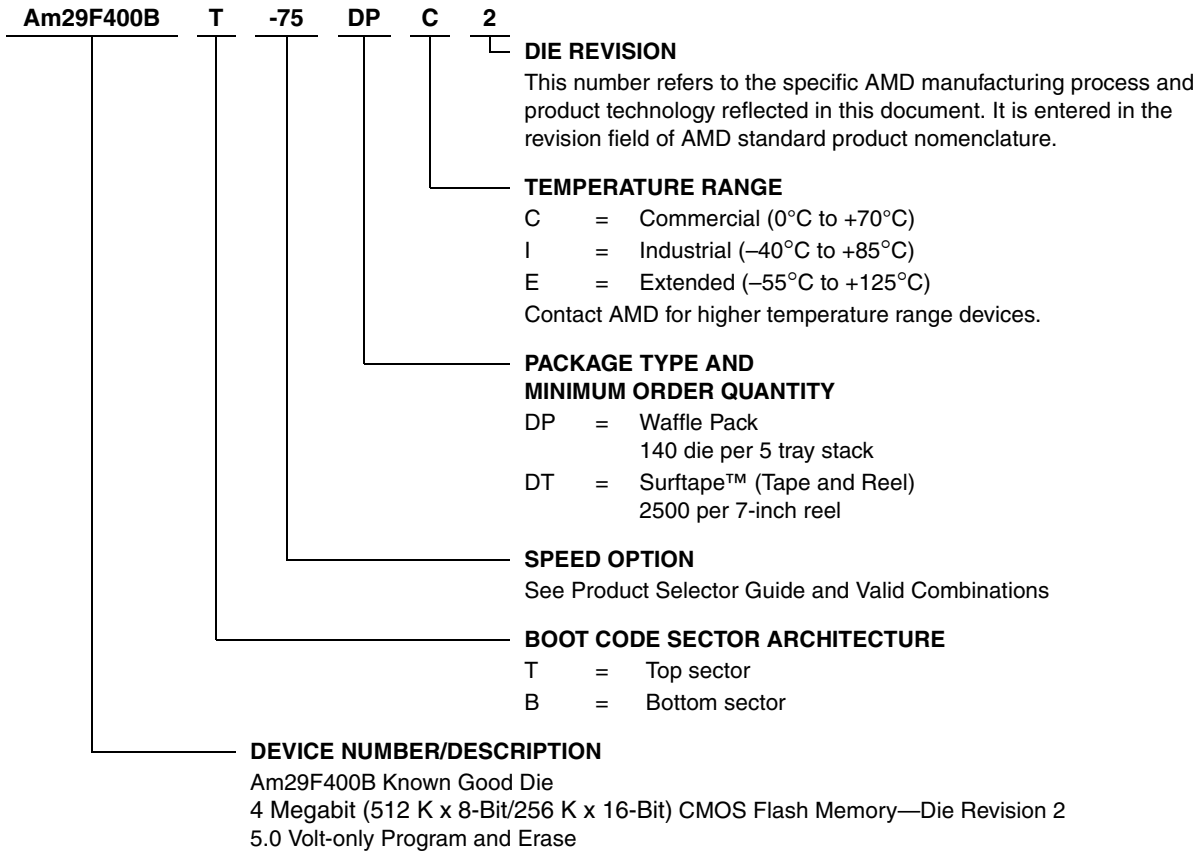 Am29F400B T -75 DP C 2
DIE REVISION
This number refers to the specific AMD manufacturing process and
product technology reflected in this document. It is entered in the
revision field of AMD standard product nomenclature.
TEMPERATURE RANGE
C = Commercial (0°C to +70°C)
I = Industrial (–40°C to +85°C)
E = Extended (–55°C to +125°C)
Contact AMD for higher temperature range devices.
PACKAGE TYPE AND
MINIMUM ORDER QUANTITY
DP = Waffle Pack
140 die per 5 tray stack
DT = Surftape™ (Tape and Reel)
2500 per 7-inch reel
SPEED OPTION
See Product Selector Guide and Valid Combinations
BOOT CODE SECTOR ARCHITECTURE
T = Top sector
B = Bottom sector
DEVICE NUMBER/DESCRIPTION
Am29F400B Known Good Die
4 Megabit (512 K x 8-Bit/256 K x 16-Bit) CMOS Flash Memory—Die Revision 2
5.0 Volt-only Program and Erase